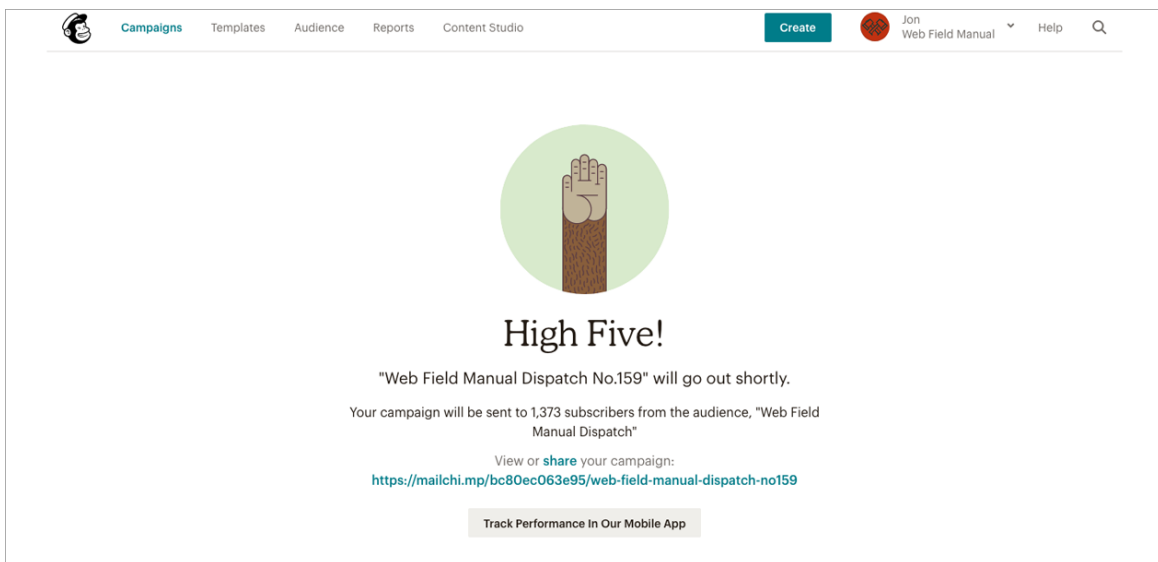 Campaigns Templates Audience Reports Content Studio Create Jon Help
Web Field Manual
High Five!
"Web Field Manual Dispatch No.159" will go out shortly.
Your campaign will be sent to 1,373 subscribers from the audience, "Web Field
Manual Dispatch"
View or share your campaign:
https://mailchi.mp/bc80ec063e95/web-field-manual-dispatch-no159
Track Performance In Our Mobile App